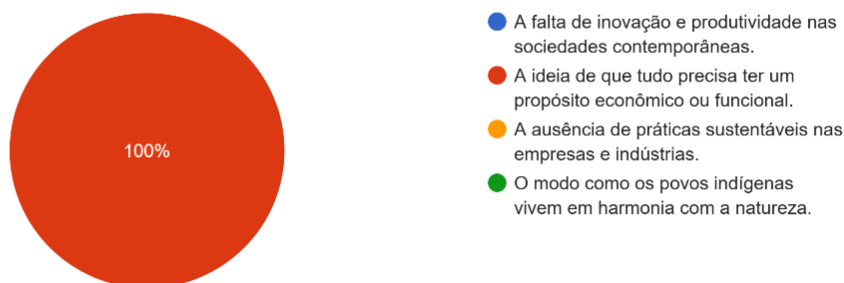 100%
A falta de inovação e produtividade nas
sociedades contemporâneas.
A ideia de que tudo precisa ter um
propósito econômico ou funcional.
A ausência de práticas sustentáveis nas
empresas e indústrias.
O modo como os povos indígenas
vivem em harmonia com a natureza.